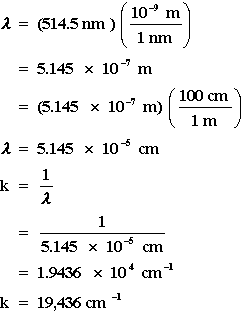 λ = (514.5 nm ) ( 10⁻⁹ m / 1 nm )
= 5.145 × 10⁻⁷ m
= (5.145 × 10⁻⁷ m) ( 100 cm / 1 m )
λ = 5.145 × 10⁻⁵ cm
k = 1 / λ
= 1 / 5.145 × 10⁻⁵ cm
= 1.9436 × 10⁴ cm⁻¹
k = 19,436 cm ⁻¹